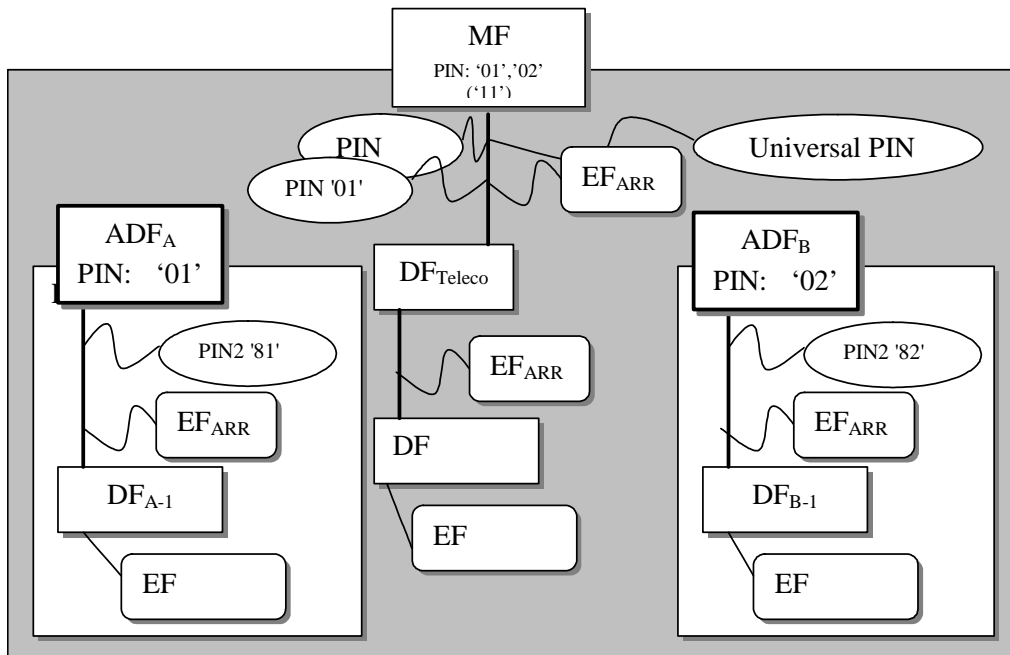 MF
PIN: ‘01’,’02’
(‘11’)
PIN
Universal PIN
PIN '01'
EFARR
ADFA
PIN: ‘01’
DFTeleco
ADFB
PIN: ‘02’
PIN2 '81'
EFARR
PIN2 '82'
EFARR
EFARR
DF
DFA-1
DFB-1
EF
EF
EF